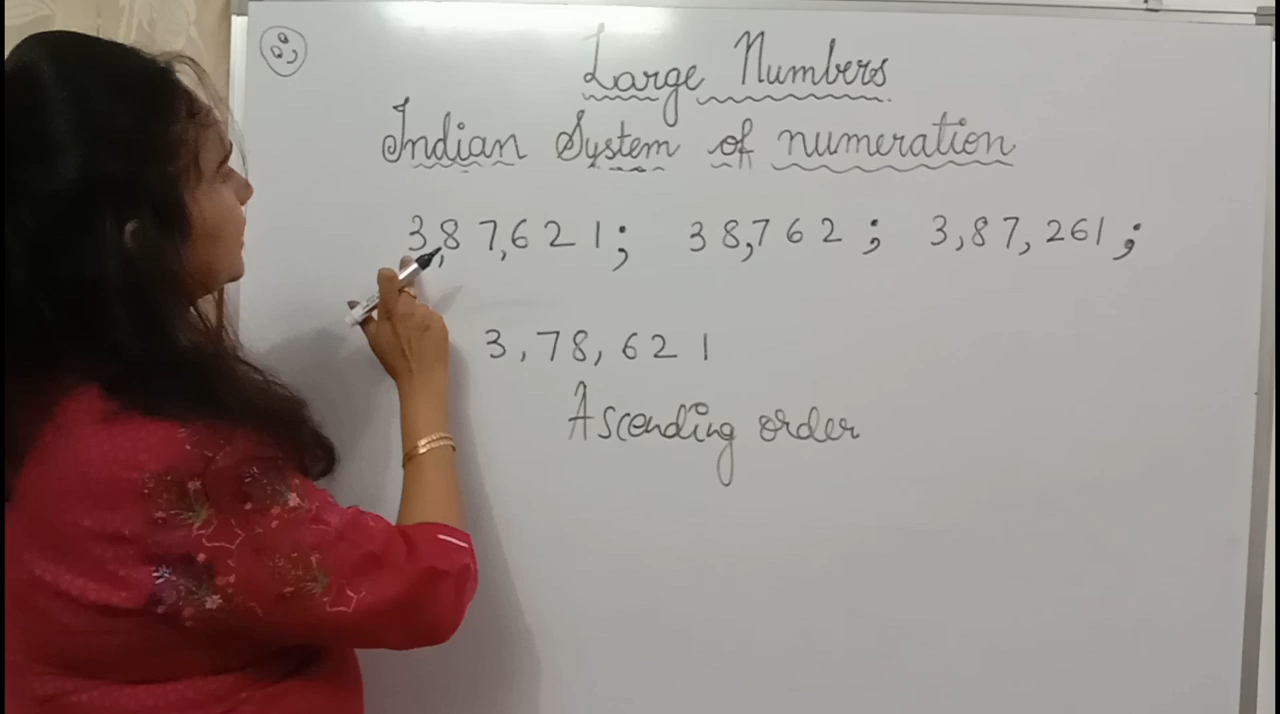 Large Numbers
Indian System of numeration
3,87,621; 38,762; 3,87,261;
3,78,621
Ascending order